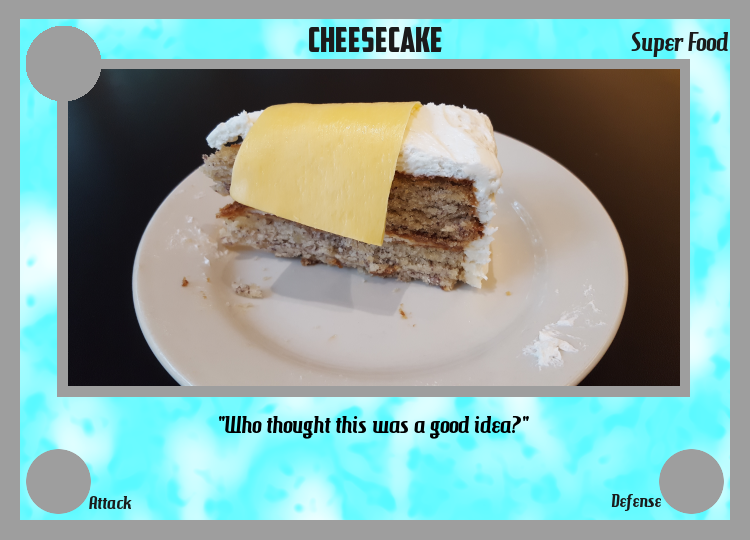 CHEESECAKE
Super Food
"Who thought this was a good idea?"
Attack
Defense